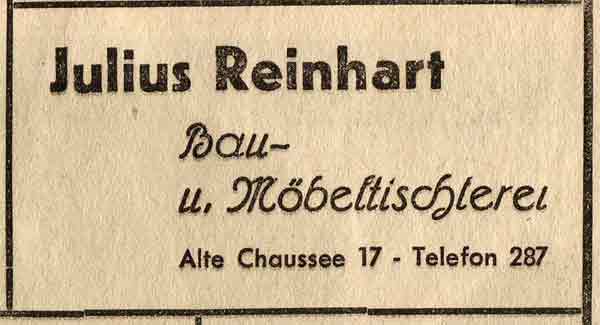 Julius Reinhart
Bau-
u. Möbeltischlerei
Alte Chaussee 17 - Telefon 287